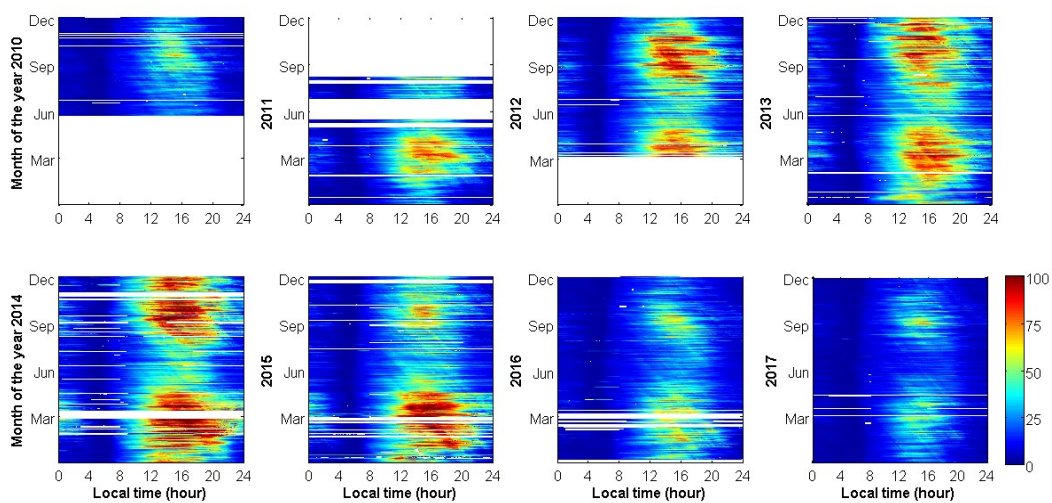 Month of the year 2010
Dec
Sep
Jun
Mar
0 4 8 12 16 20 24
2011
0 4 8 12 16 20 24
2012
Dec
Sep
Jun
Mar
0 4 8 12 16 20 24
2013
Dec
Sep
Jun
Mar
0 4 8 12 16 20 24
Month of the year 2014
Dec
Sep
Jun
Mar
0 4 8 12 16 20 24
Local time (hour)
2015
Dec
Sep
Jun
Mar
0 4 8 12 16 20 24
Local time (hour)
2016
Dec
Sep
Jun
Mar
0 4 8 12 16 20 24
Local time (hour)
2017
Dec
Sep
Jun
Mar
0 4 8 12 16 20 24
Local time (hour)
100
75
50
25
0